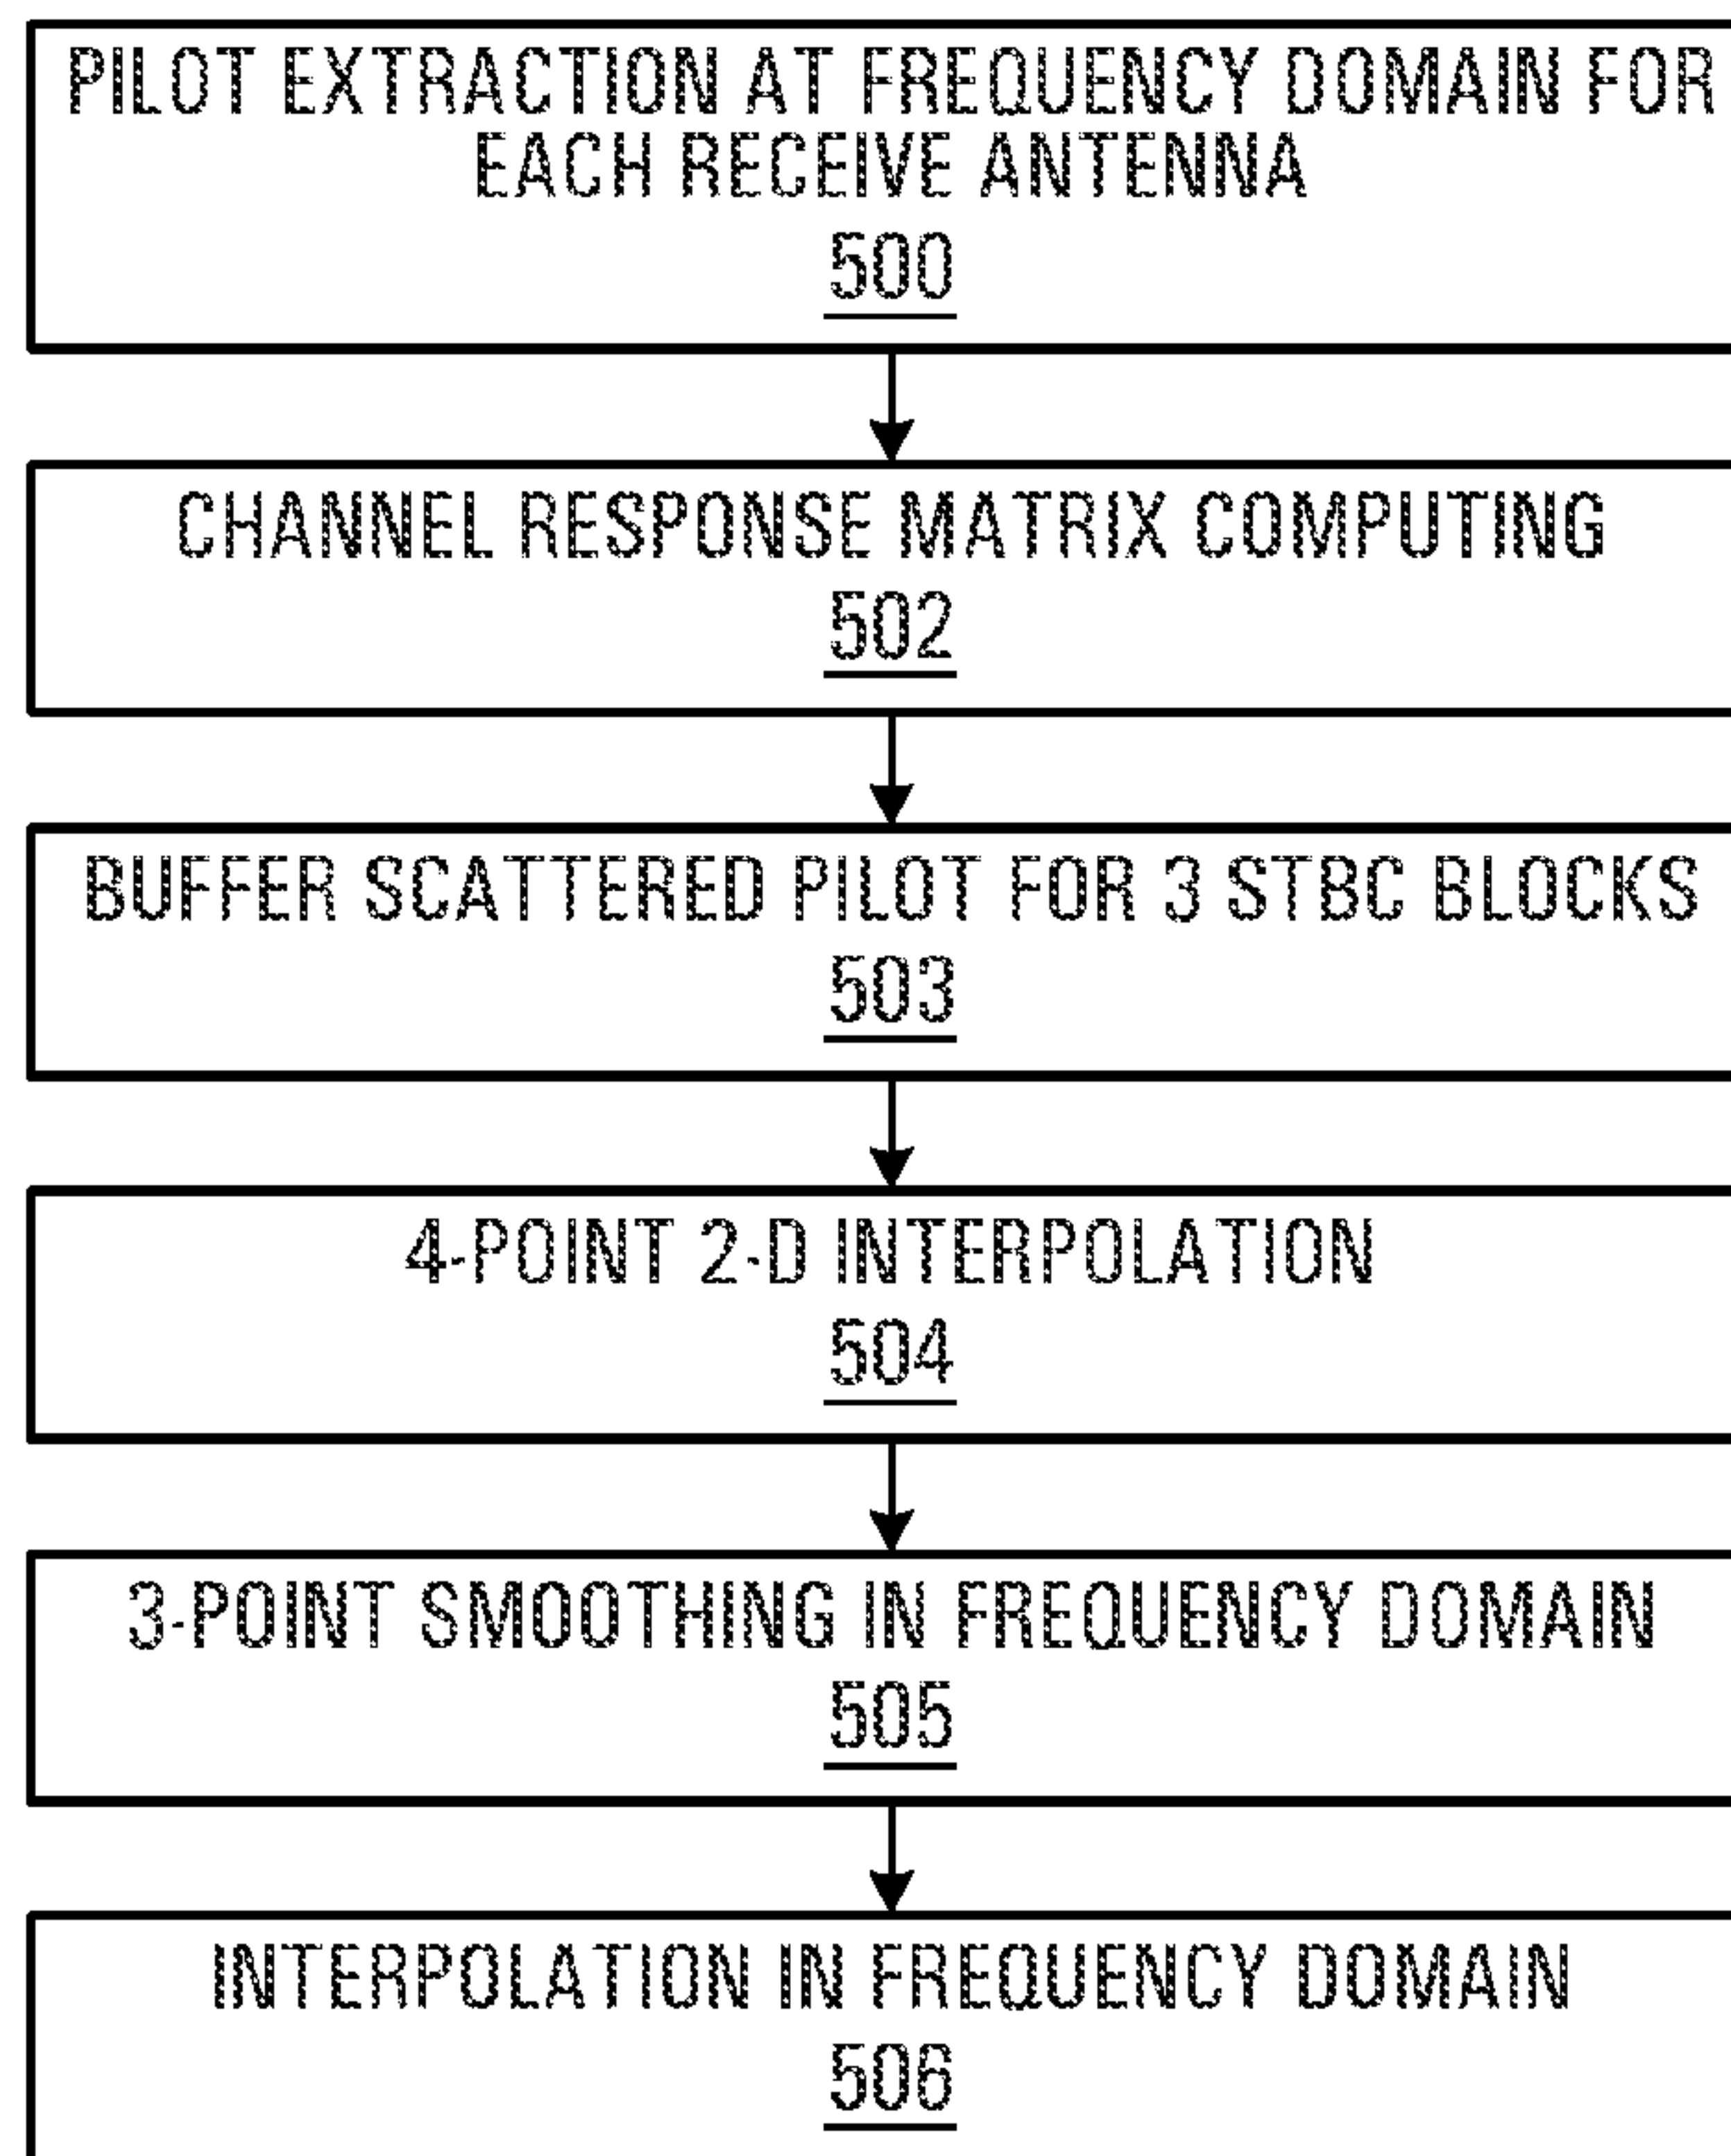 PILOT EXTRACTION AT FREQUENCY DOMAIN FOR
EACH RECEIVE ANTENNA
500
CHANNEL RESPONSE MATRIX COMPUTING
502
BUFFER SCATTERED PILOT FOR 3 STBC BLOCKS
503
4-POINT 2-D INTERPOLATION
504
3-POINT SMOOTHING IN FREQUENCY DOMAIN
505
INTERPOLATION IN FREQUENCY DOMAIN
506